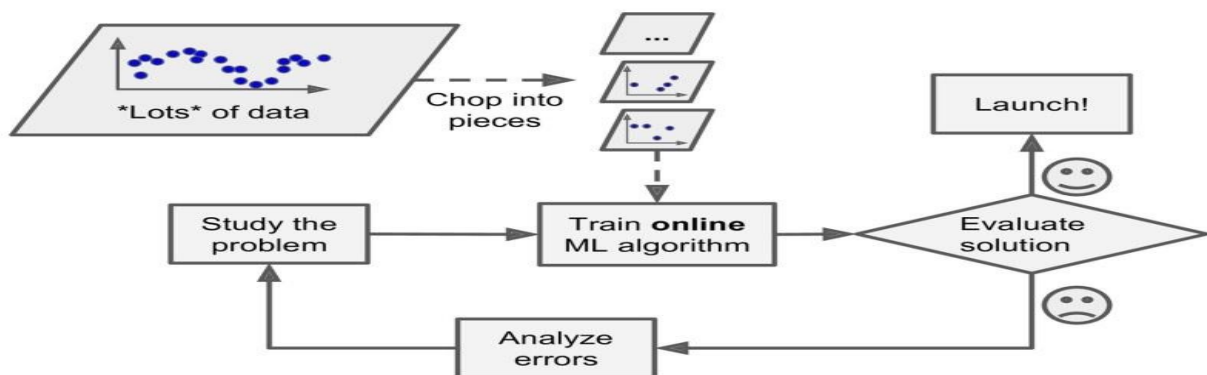 *Lots* of data
Chop into
pieces
...
Launch!
Study the
problem
Train online
ML algorithm
Evaluate
solution
Analyze
errors